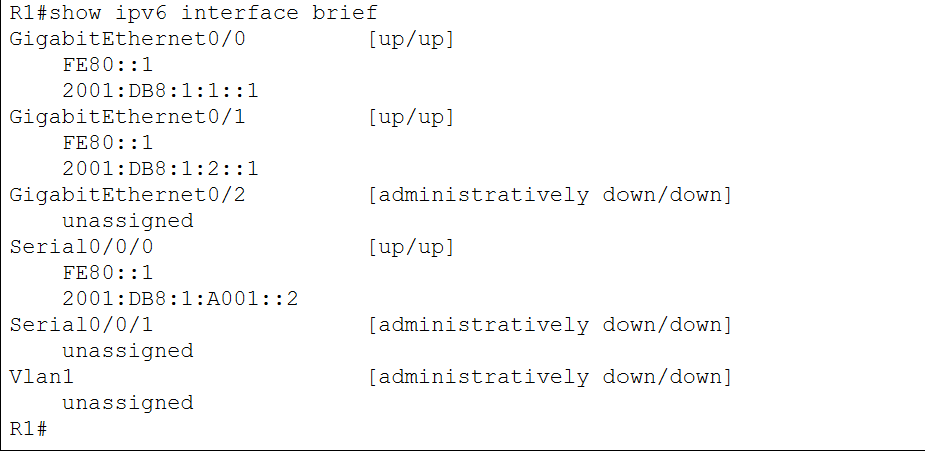 R1#show ipv6 interface brief
GigabitEthernet0/0 [up/up]
FE80::1
2001:DB8:1:1::1
GigabitEthernet0/1 [up/up]
FE80::1
2001:DB8:1:2::1
GigabitEthernet0/2 [administratively down/down]
unassigned
Serial0/0/0 [up/up]
FE80::1
2001:DB8:1:A001::2
Serial0/0/1 [administratively down/down]
unassigned
Vlan1 [administratively down/down]
unassigned
R1#